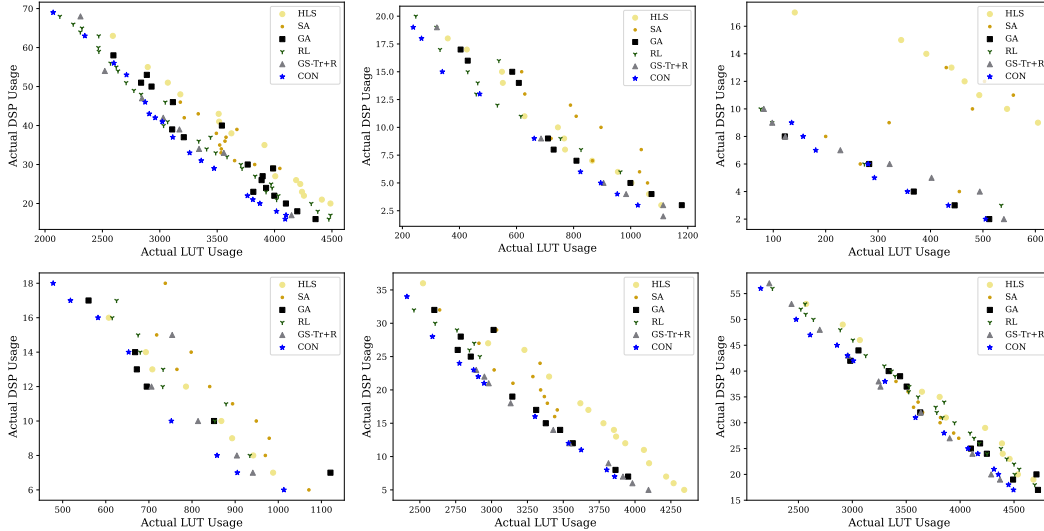 70
60
50
40
30
20
Actual DSP Usage
2000 2500 3000 3500 4000 4500
Actual LUT Usage
HLS
SA
GA
RL
GS-Tr+R
CON
20.0
17.5
15.0
12.5
10.0
7.5
5.0
2.5
Actual DSP Usage
200 400 600 800 1000 1200
Actual LUT Usage
HLS
SA
GA
RL
GS-Tr+R
CON
16
14
12
10
8
6
4
2
Actual DSP Usage
100 200 300 400 500 600
Actual LUT Usage
HLS
SA
GA
RL
GS-Tr+R
CON
18
16
14
12
10
8
6
Actual DSP Usage
500 600 700 800 900 1000 1100
Actual LUT Usage
HLS
SA
GA
RL
GS-Tr+R
CON
35
30
25
20
15
10
5
Actual DSP Usage
2500 2750 3000 3250 3500 3750 4000 4250
Actual LUT Usage
HLS
SA
GA
RL
GS-Tr+R
CON
55
50
45
40
35
30
25
20
15
Actual DSP Usage
2500 3000 3500 4000 4500
Actual LUT Usage
HLS
SA
GA
RL
GS-Tr+R
CON